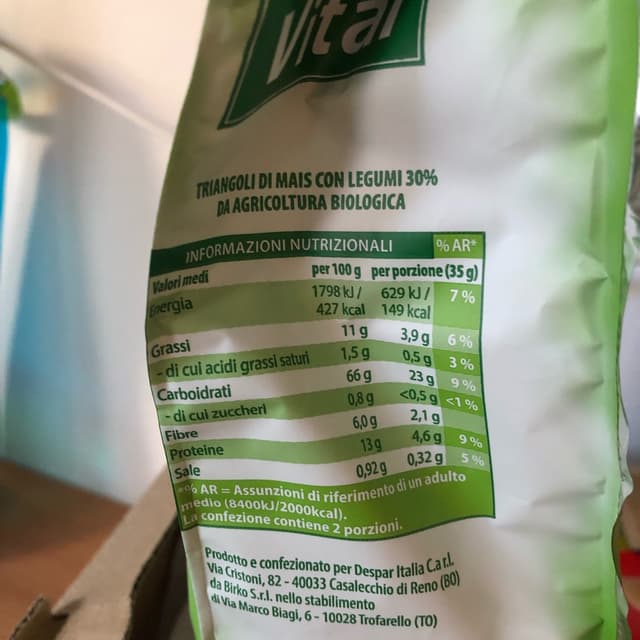 Vital
TRIANGOLI DI MAIS CON LEGUMI 30%
DA AGRICOLTURA BIOLOGICA
INFORMAZIONI NUTRIZIONALI % AR*
Valori medi per 100 g per porzione (35 g)
Energia 1798 kJ / 629 kJ / 7 %
427 kcal 149 kcal
Grassi 11 g 3,9 g 6 %
- di cui acidi grassi saturi 1,5 g 0,5 g 3 %
Carboidrati 66 g 23 g 9 %
- di cui zuccheri 0,8 g <0,5 g <1 %
Fibre 6,0 g 2,1 g
Proteine 13 g 4,6 g 9 %
Sale 0,92 g 0,32 g 5 %
*% AR = Assunzioni di riferimento di un adulto
medio (8400kJ/2000kcal).
La confezione contiene 2 porzioni.
Prodotto e confezionato per Despar Italia C.a r.l.
Via Cristoni, 82 - 40033 Casalecchio di Reno (BO)
da Birko S.r.l. nello stabilimento
di Via Marco Biagi, 6 - 10028 Trofarello (TO)